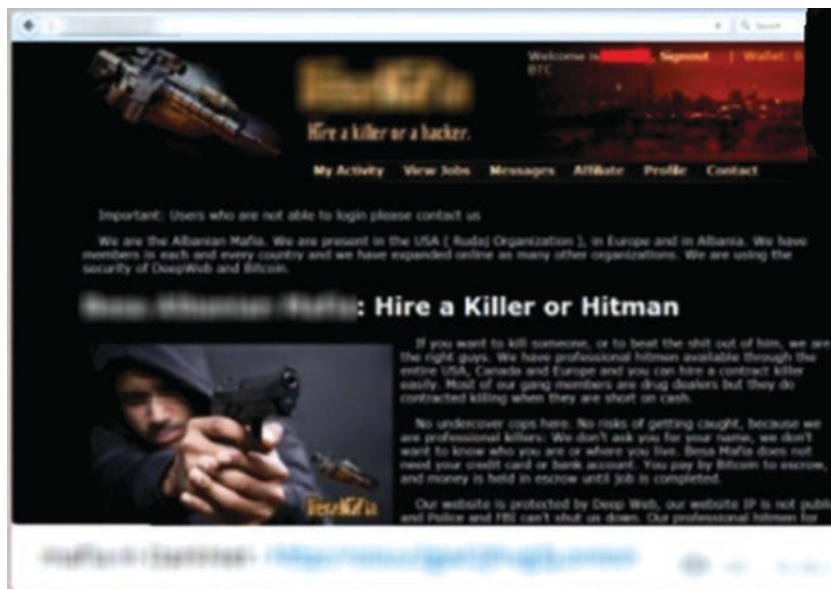 Welcome
, Signout | Wallet: 0.
BTC
Hire a killer or a hacker.
My Activity View Jobs Messages Affiliate Profile Contact
Important: Users who are not able to login please contact us
We are the Albanian Mafia. We are present in the USA ( Rudaj Organization ), in Europe and in Albania. We have
members in each and every country and we have expanded online as many other organizations. We are using the
security of DeepWeb and Bitcoin.
: Hire a Killer or Hitman
If you want to kill someone, or to beat the shit out of him, we are
the right guys. We have professional hitmen available through the
entire USA, Canada and Europe and you can hire a contract killer
easily. Most of our gang members are drug dealers but they do
contracted killing when they are short on cash.
No undercover cops here. No risks of getting caught, because we
are professional killers: We don't ask you for your name, we don't
want to know who you are or where you live. Besa Mafia does not
need your credit card or bank account. You pay by Bitcoin to escrow,
and money is held in escrow until job is completed.
BesaMafia
Our website is protected by Deep Web, our website IP is not publi
and Police and FBI can't shut us down. Our professional hitmen for